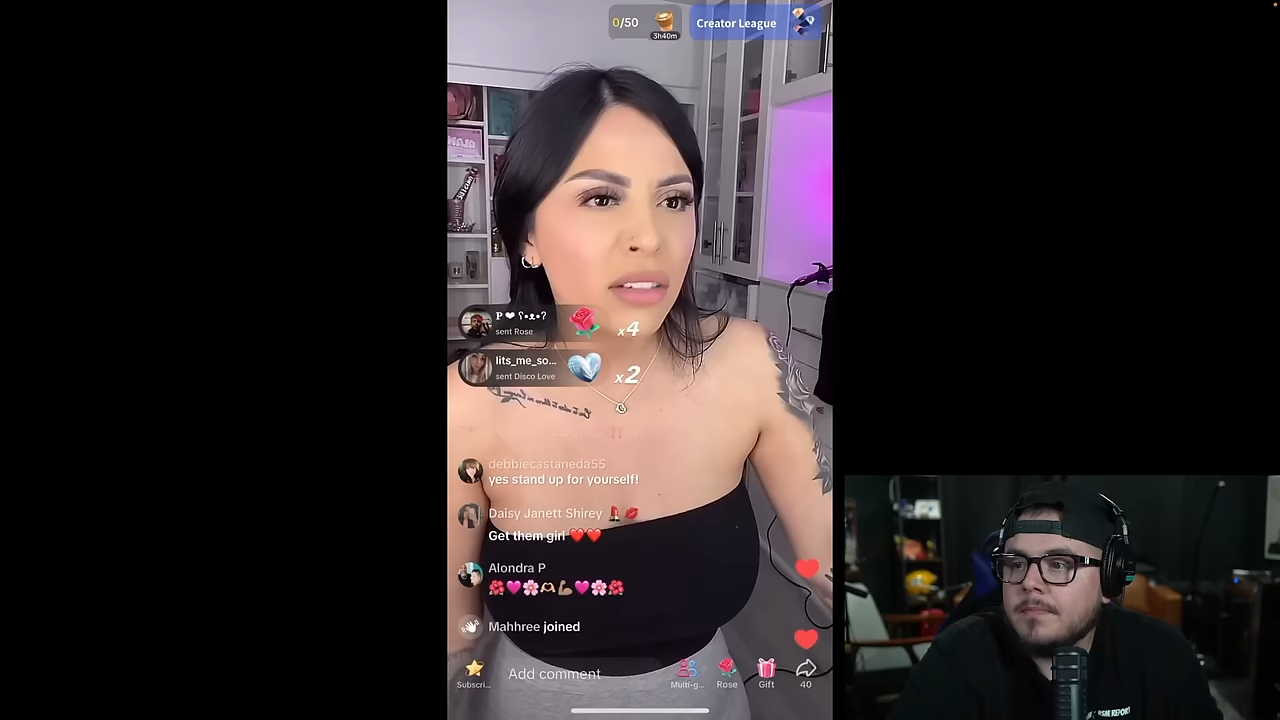 0/50
3h40m
Creator League
P ❤ ʕ•ᴥ•ʔ
sent Rose
x4
lits_me_so...
sent Disco Love
x2
debbiecastaneda55
yes stand up for yourself!
Daisy Janett Shirey 💄💋
Get them girl ❤️❤️
Alondra P
🌺💗🌸🫶🏽💪🏽💗🌸🌺
Mahhree joined
Subscri...
Add comment
Multi-g...
Rose
Gift
40